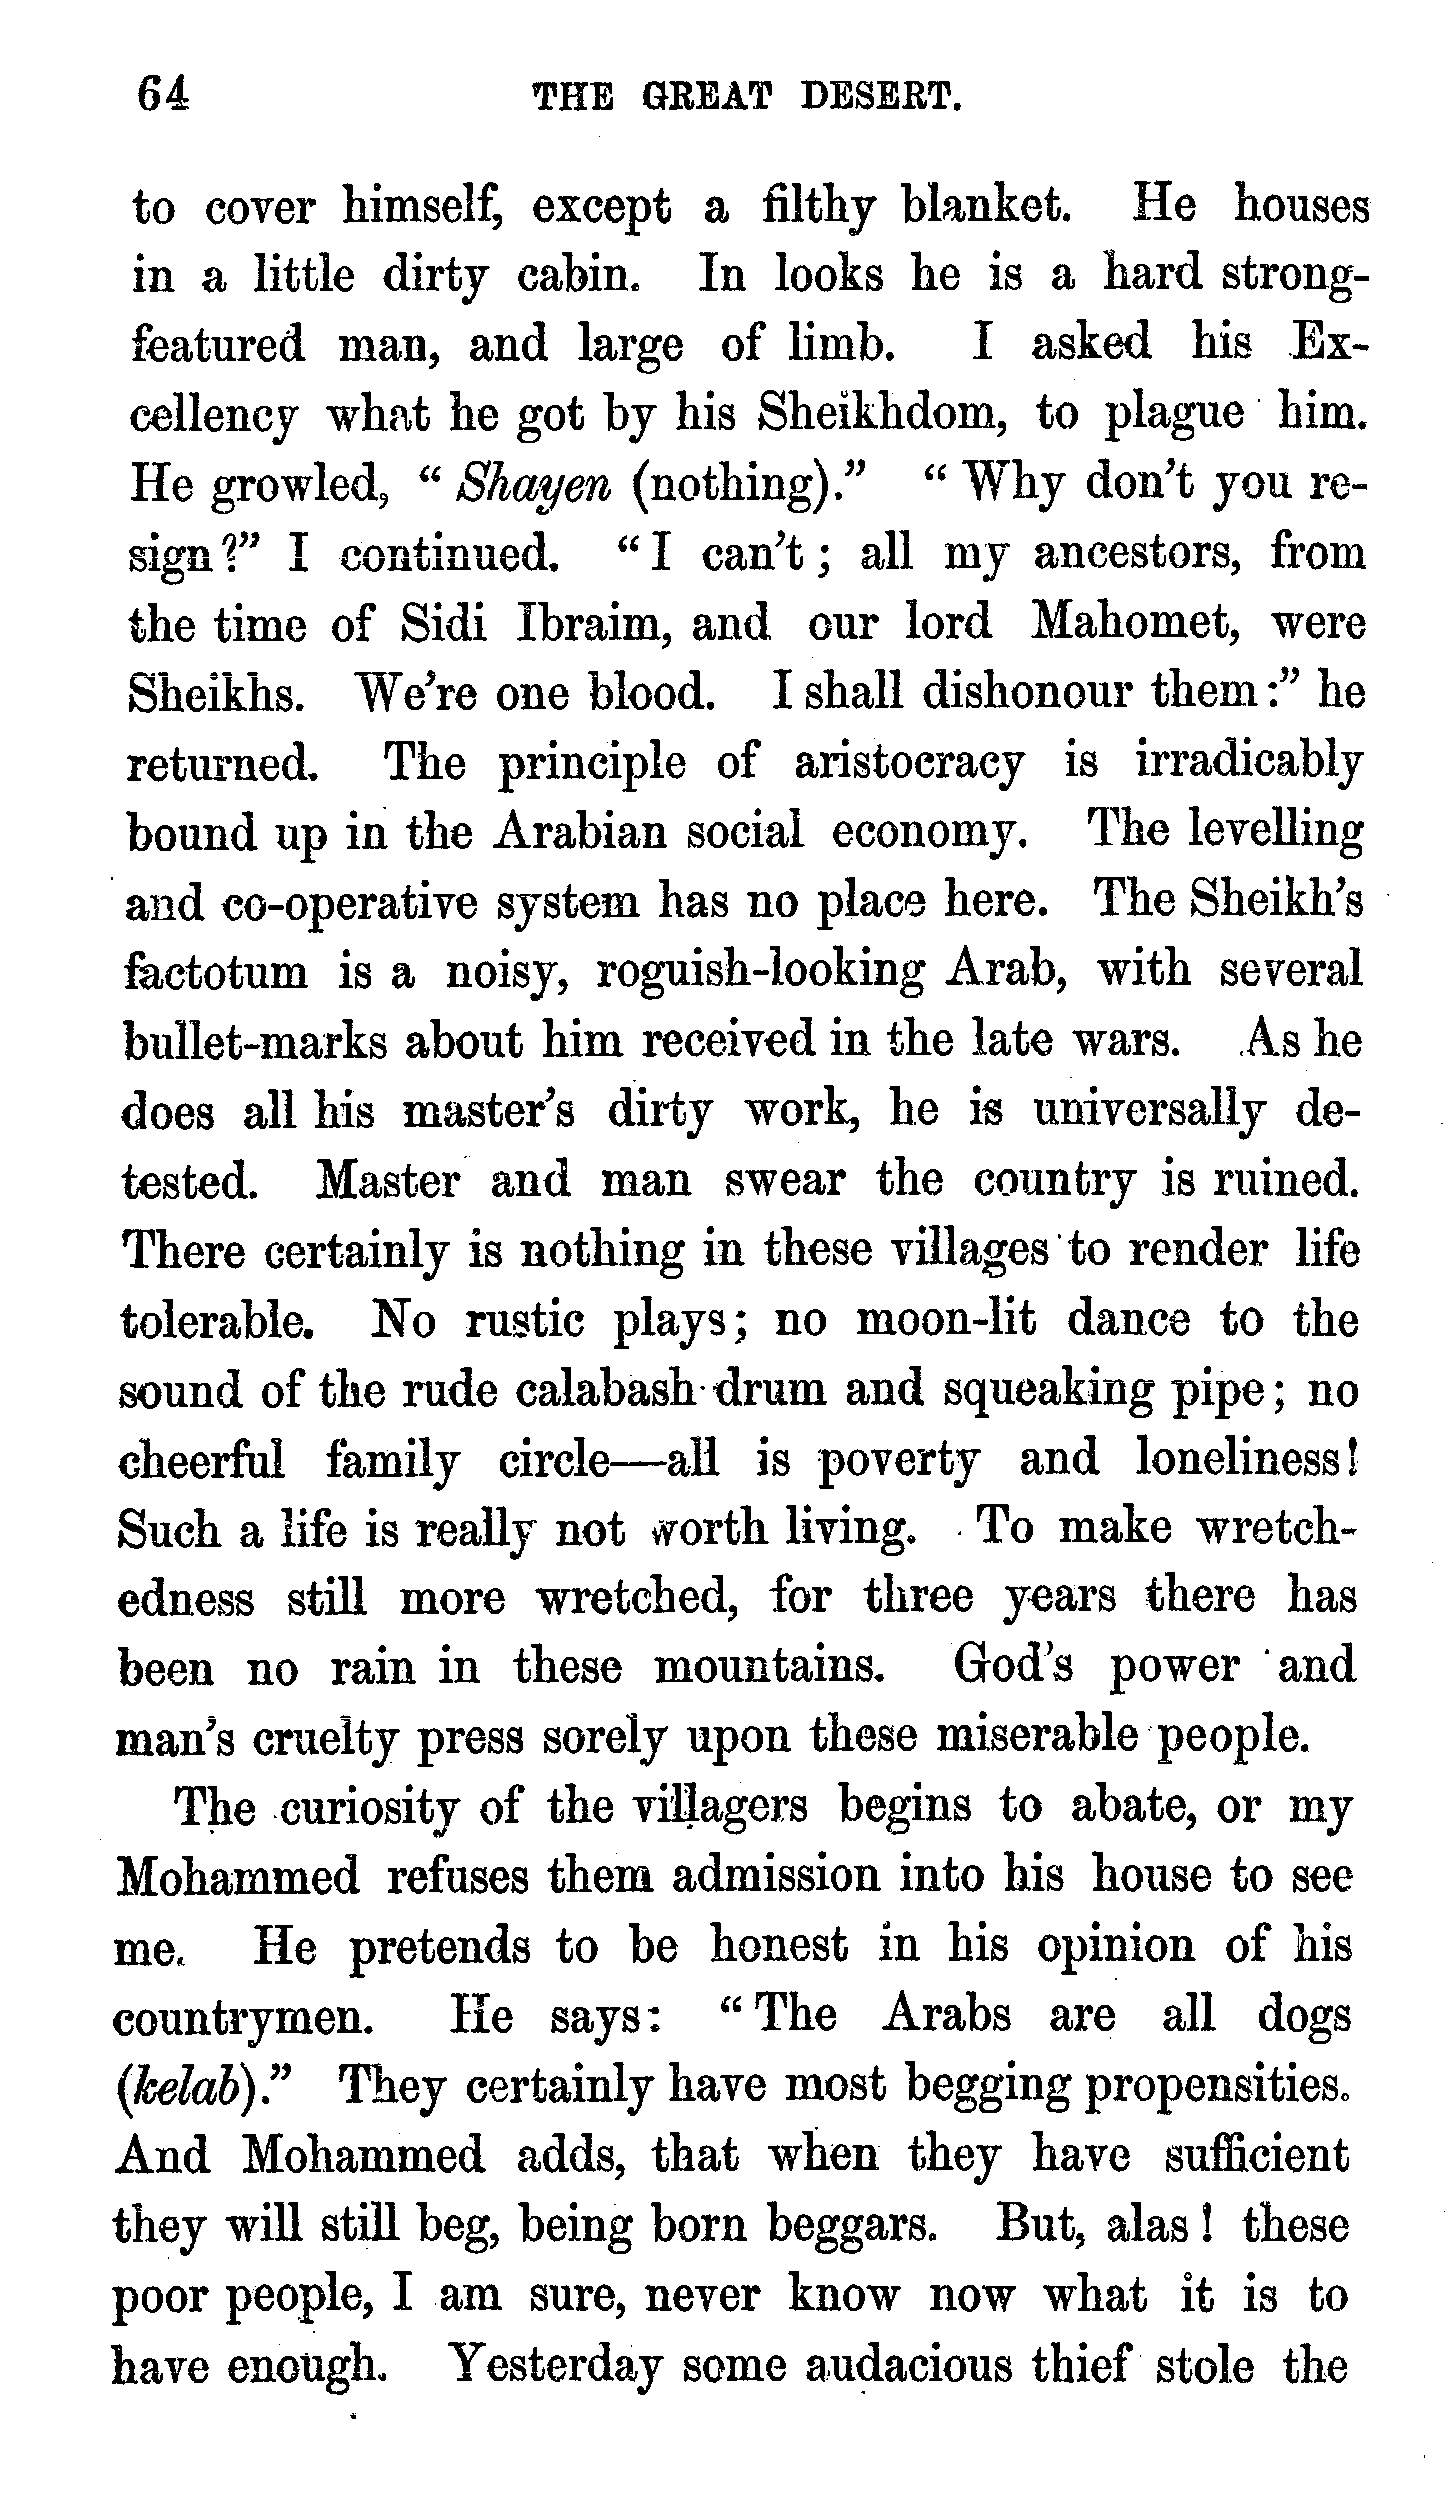 64 THE GREAT DESERT.
to cover himself, except a filthy blanket. He houses
in a little dirty cabin. In looks he is a hard strong-
featured man, and large of limb. I asked his Ex-
cellency what he got by his Sheikhdom, to plague him.
He growled, “Shayen (nothing).” “Why don't you re-
sign?” I continued. “I can't; all my ancestors, from
the time of Sidi Ibraim, and our lord Mahomet, were
Sheikhs. We're one blood. I shall dishonour them:” he
returned. The principle of aristocracy is irradicably
bound up in the Arabian social economy. The levelling
and co-operative system has no place here. The Sheikh's
factotum is a noisy, roguish-looking Arab, with several
bullet-marks about him received in the late wars. As he
does all his master's dirty work, he is universally de-
tested. Master and man swear the country is ruined.
There certainly is nothing in these villages to render life
tolerable. No rustic plays; no moon-lit dance to the
sound of the rude calabash drum and squeaking pipe; no
cheerful family circle—all is poverty and loneliness!
Such a life is really not worth living. To make wretch-
edness still more wretched, for three years there has
been no rain in these mountains. God's power and
man's cruelty press sorely upon these miserable people.
The curiosity of the villagers begins to abate, or my
Mohammed refuses them admission into his house to see
me. He pretends to be honest in his opinion of his
countrymen. He says: “The Arabs are all dogs
(kelab).” They certainly have most begging propensities.
And Mohammed adds, that when they have sufficient
they will still beg, being born beggars. But, alas! these
poor people, I am sure, never know now what it is to
have enough. Yesterday some audacious thief stole the